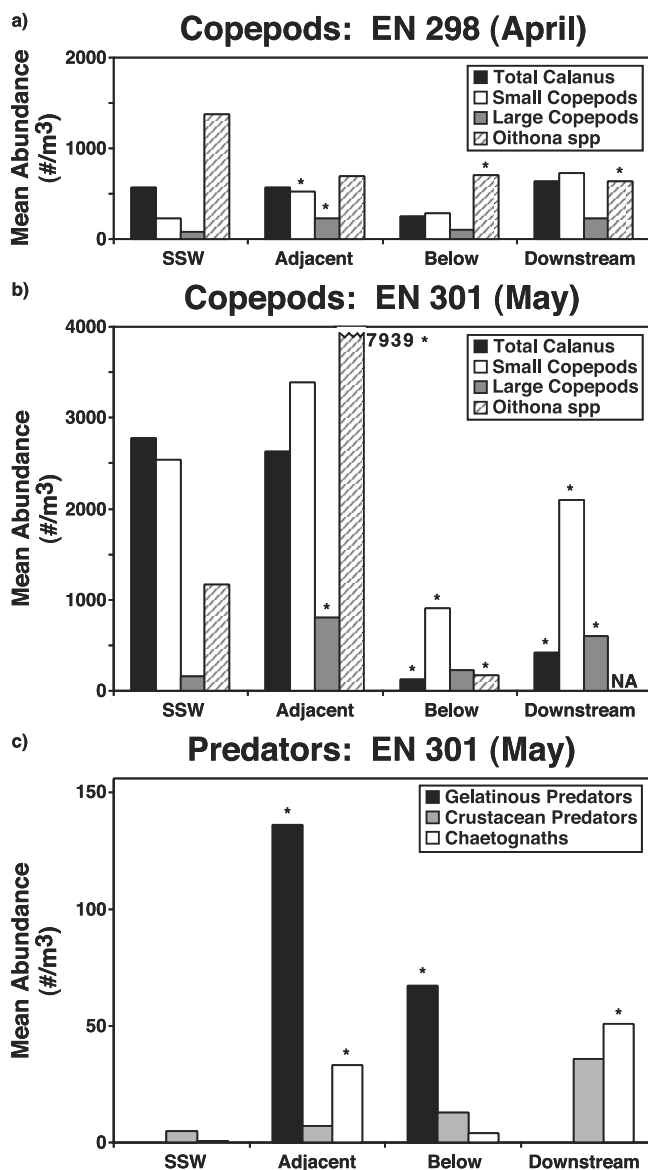 a)
Copepods: EN 298 (April)
Mean Abundance
(#/m3)
2000
1000
0
Total Calanus
Small Copepods
Large Copepods
Oithona spp
*
*
*
*
SSW
Adjacent
Below
Downstream
b)
Copepods: EN 301 (May)
Mean Abundance
(#/m3)
4000
3000
2000
1000
0
7939 *
Total Calanus
Small Copepods
Large Copepods
Oithona spp
*
*
*
*
*
*
*
NA
SSW
Adjacent
Below
Downstream
c)
Predators: EN 301 (May)
Mean Abundance
(#/m3)
150
100
50
0
Gelatinous Predators
Crustacean Predators
Chaetognaths
*
*
*
*
SSW
Adjacent
Below
Downstream